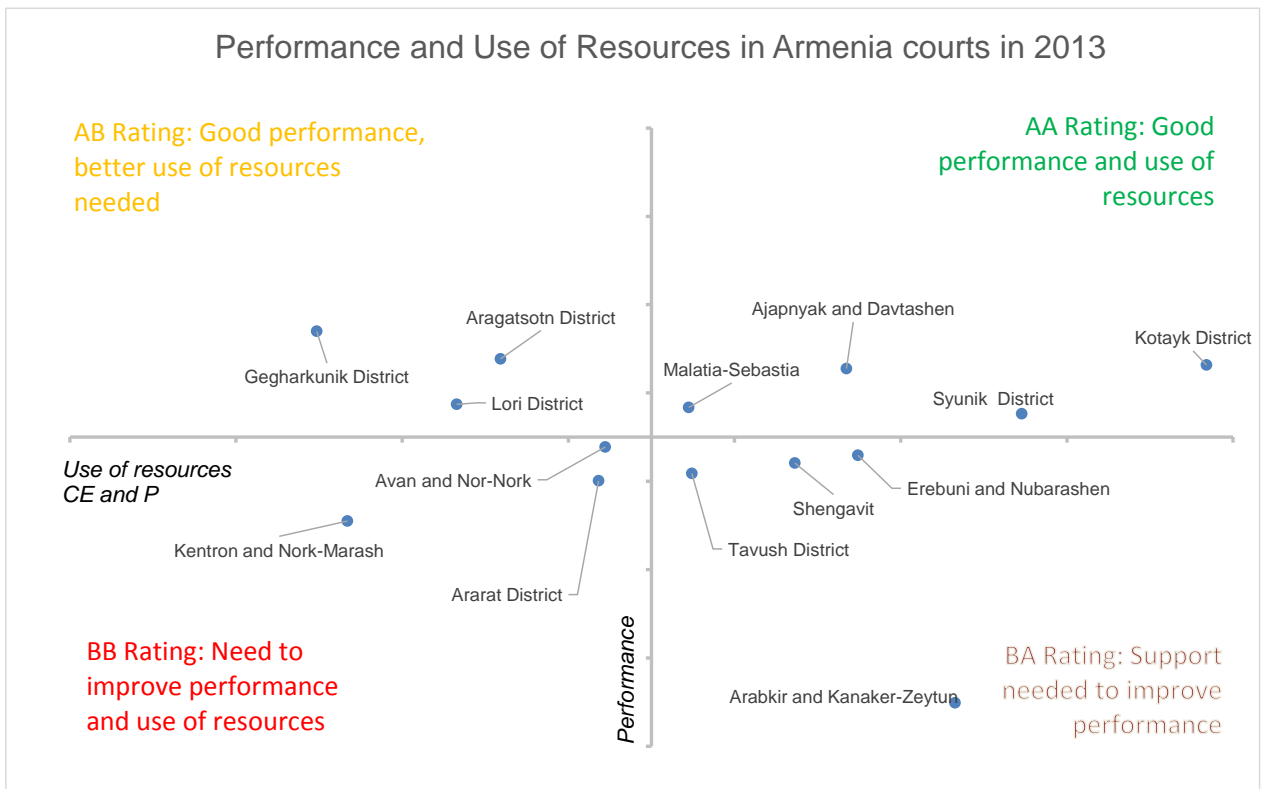 Performance and Use of Resources in Armenia courts in 2013
AB Rating: Good performance,
better use of resources
needed
AA Rating: Good
performance and use of
resources
Aragatsotn District
Ajapnyak and Davtashen
Kotayk District
Gegharkunik District
Malatia-Sebastia
Lori District
Syunik  District
Use of resources
CE and P
Avan and Nor-Nork
Erebuni and Nubarashen
Shengavit
Kentron and Nork-Marash
Tavush District
Ararat District
Performance
BB Rating: Need to
improve performance
and use of resources
BA Rating: Support
needed to improve
performance
Arabkir and Kanaker-Zeytun